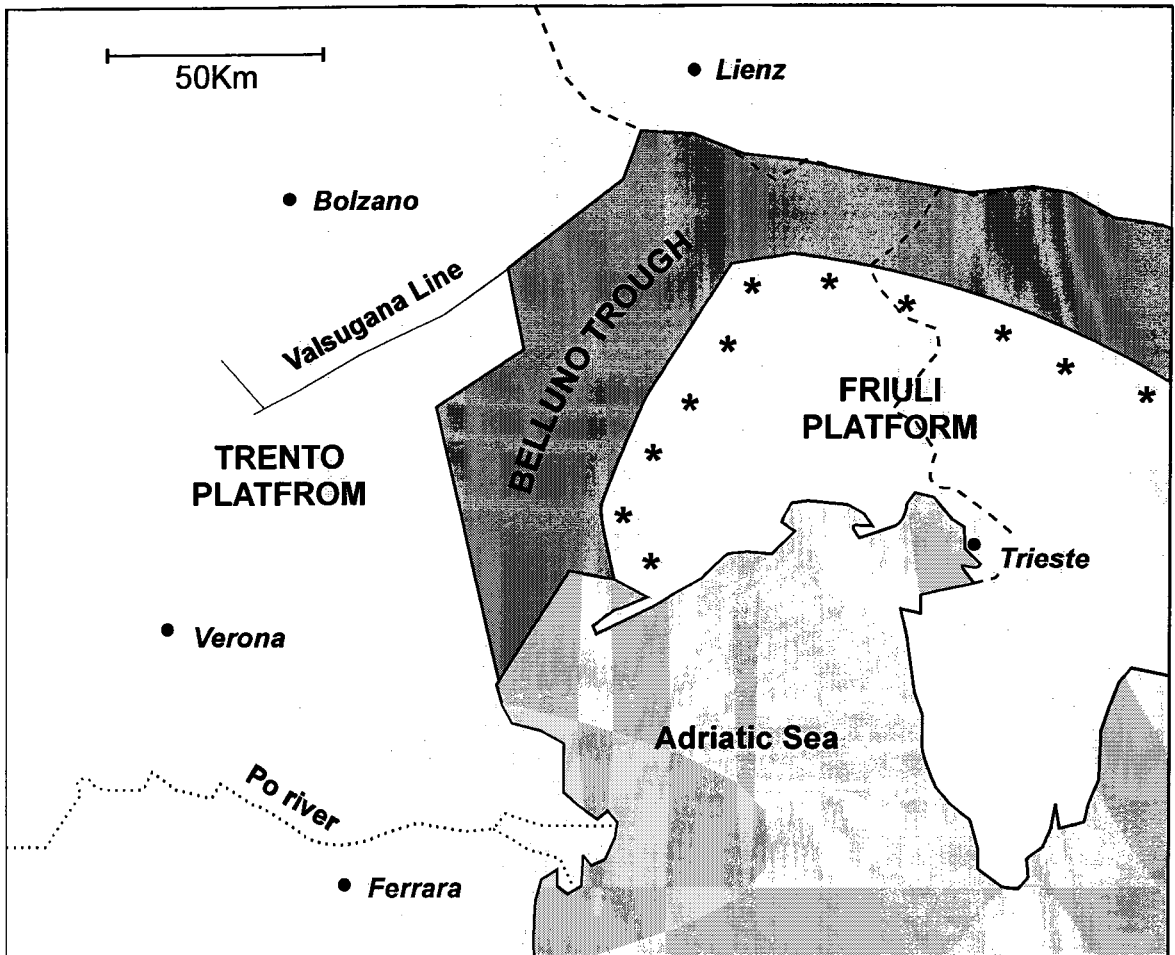 50Km
Lienz
Bolzano
Valsugana Line
BELLUNO TROUGH
FRIULI
PLATFORM
TRENTO
PLATFROM
Trieste
Verona
Adriatic Sea
Po river
Ferrara
* * * * * * * * * * * *